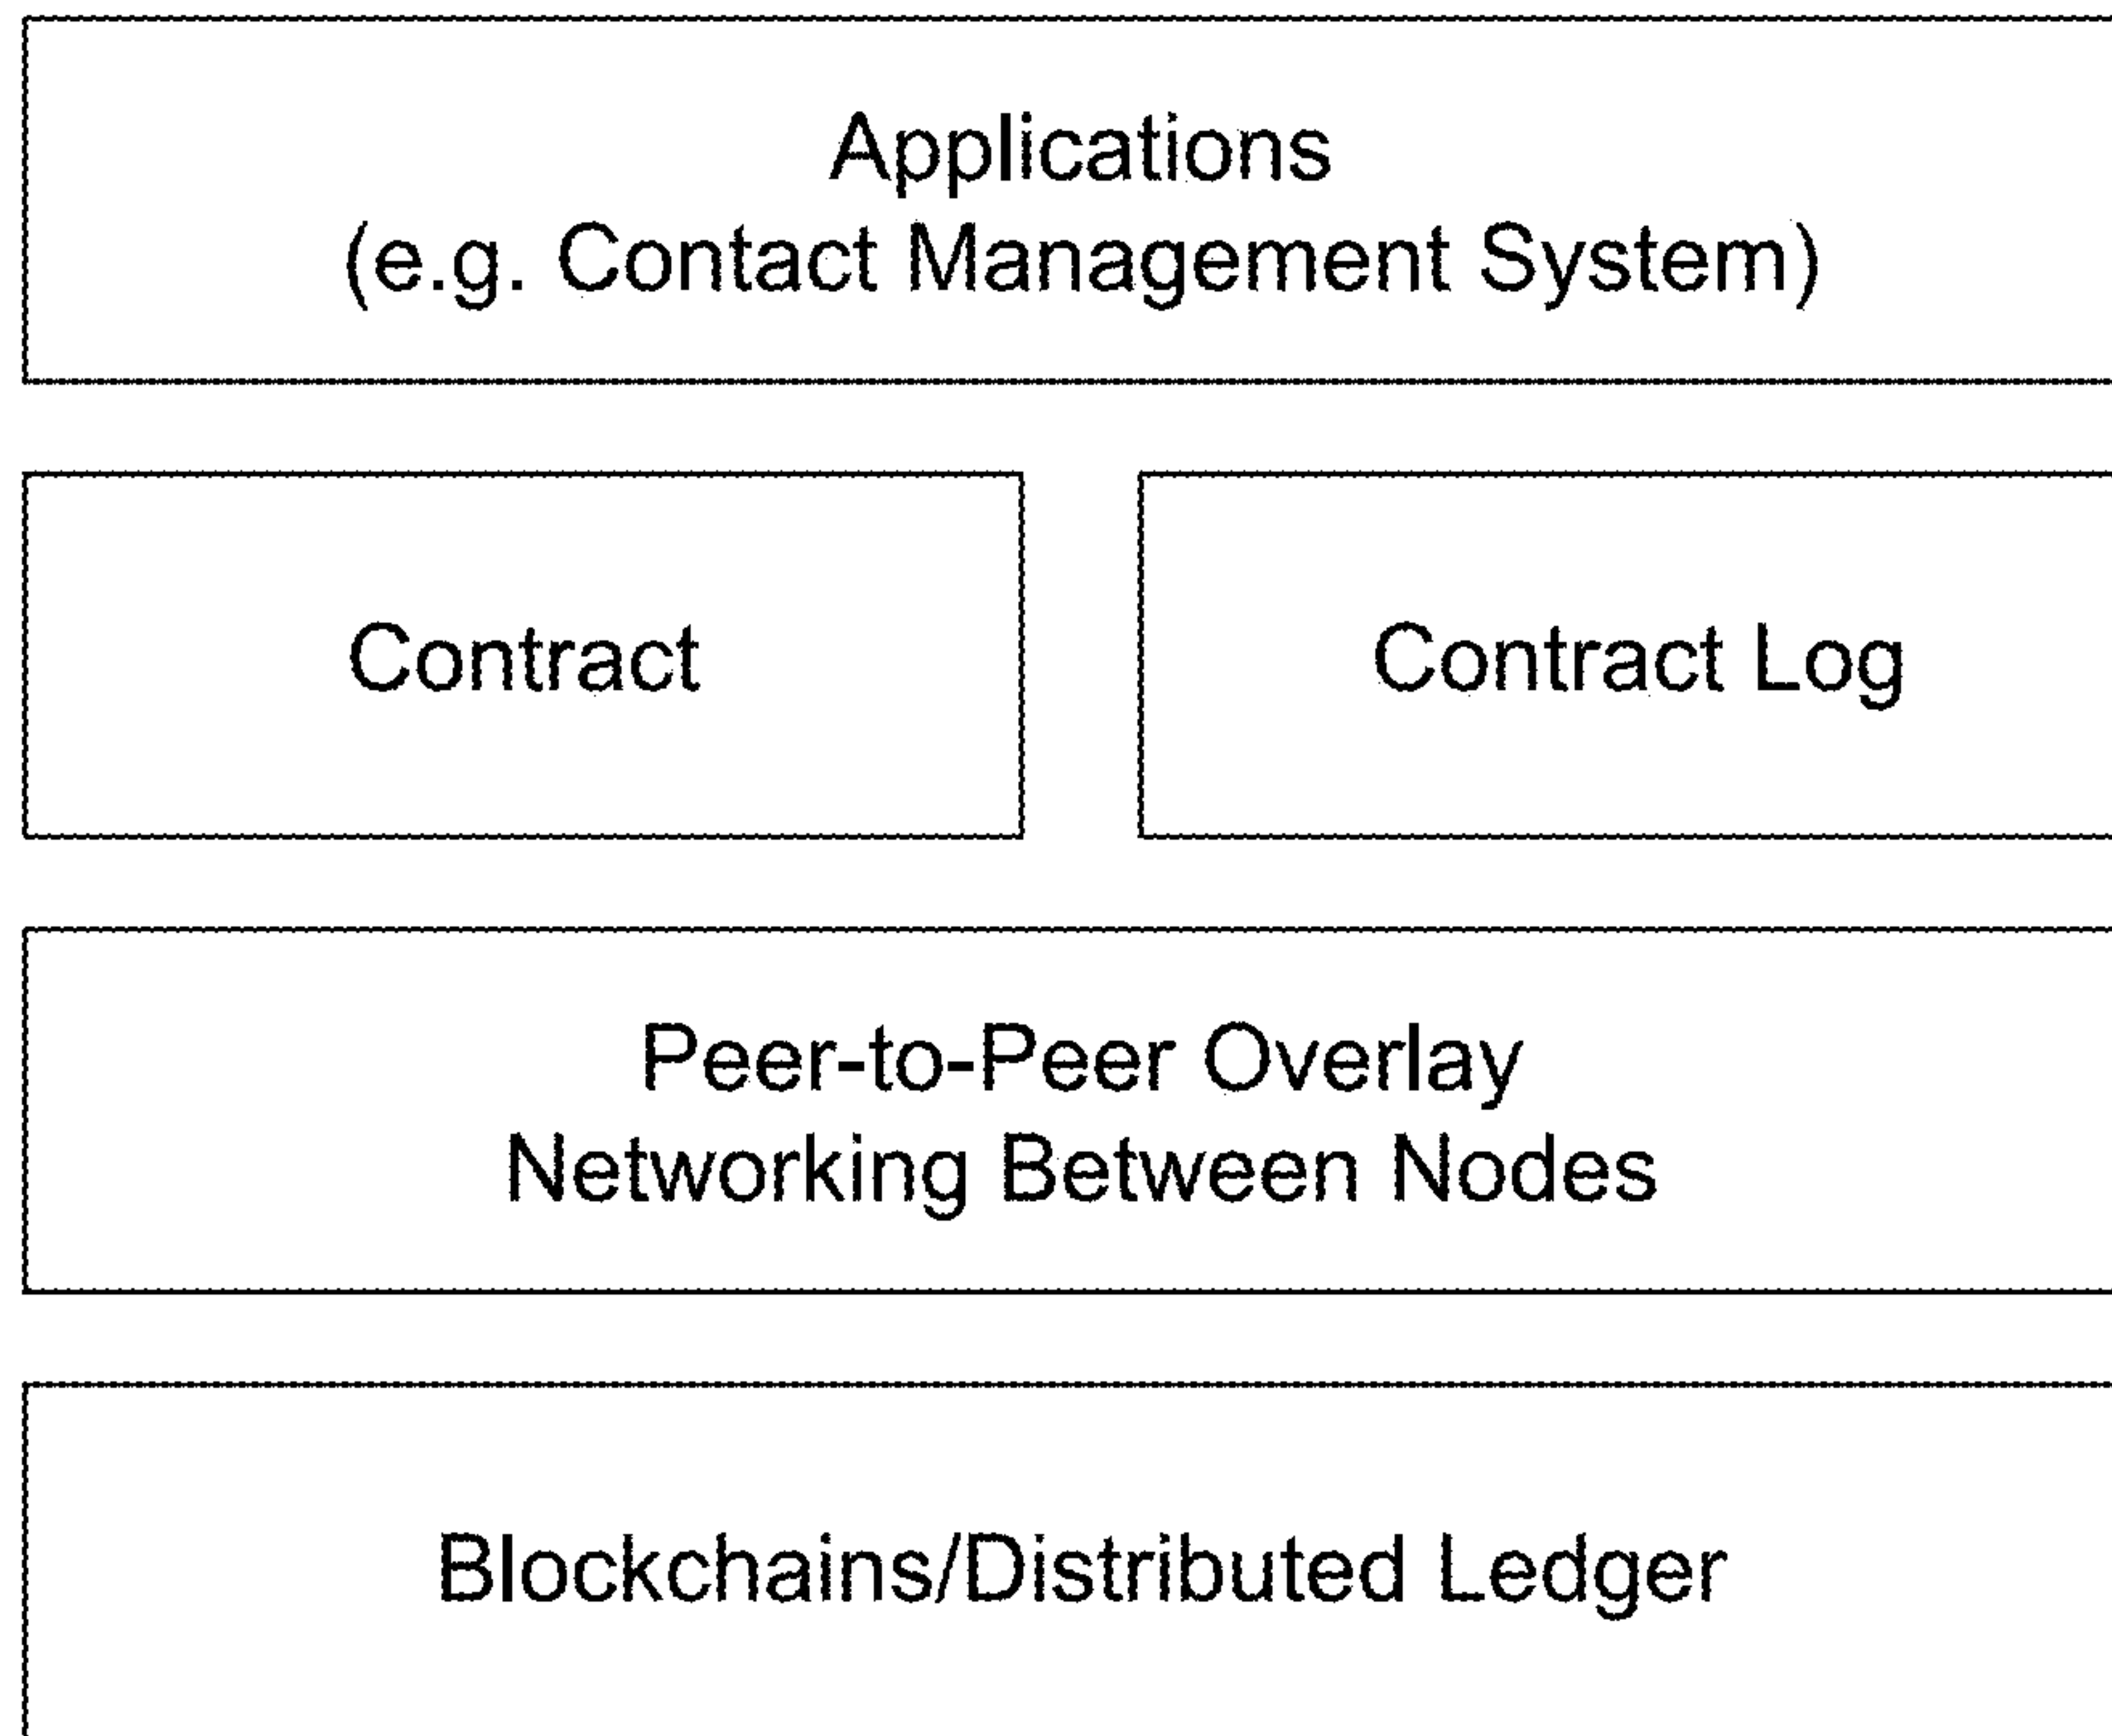 Applications
(e.g. Contact Management System)
Contract
Contract Log
Peer-to-Peer Overlay
Networking Between Nodes
Blockchains/Distributed Ledger